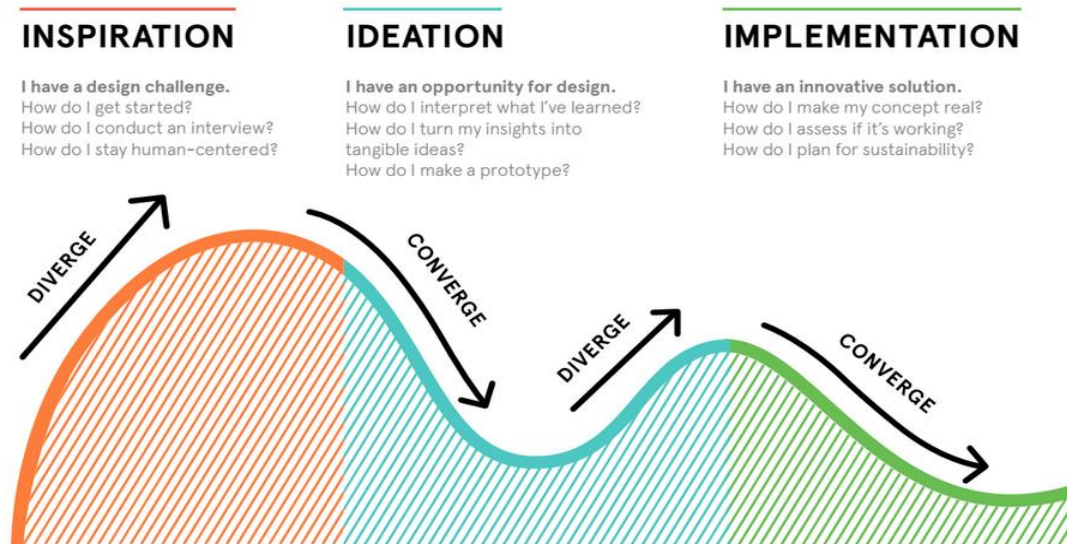 INSPIRATION
I have a design challenge.
How do I get started?
How do I conduct an interview?
How do I stay human-centered?
IDEATION
I have an opportunity for design.
How do I interpret what I've learned?
How do I turn my insights into
tangible ideas?
How do I make a prototype?
IMPLEMENTATION
I have an innovative solution.
How do I make my concept real?
How do I assess if it's working?
How do I plan for sustainability?
DIVERGE
CONVERGE
DIVERGE
CONVERGE